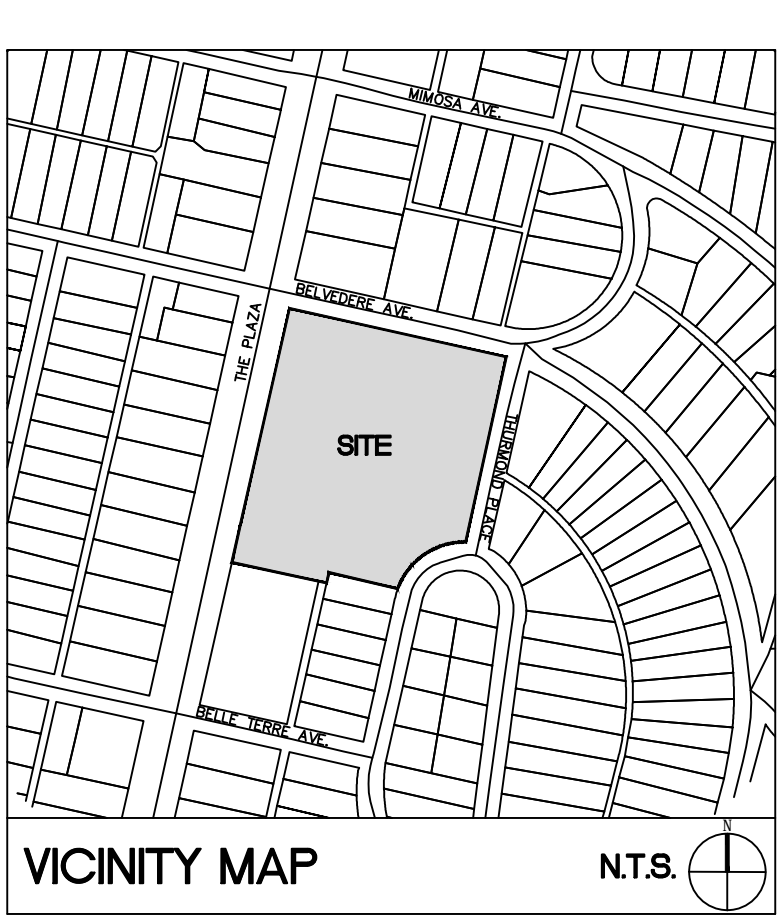 MIMOSA AVE.
BELVEDERE AVE.
THE PLAZA
SITE
THURMOND PLACE
BELLE TERRE AVE.
N
VICINITY MAP
N.T.S.